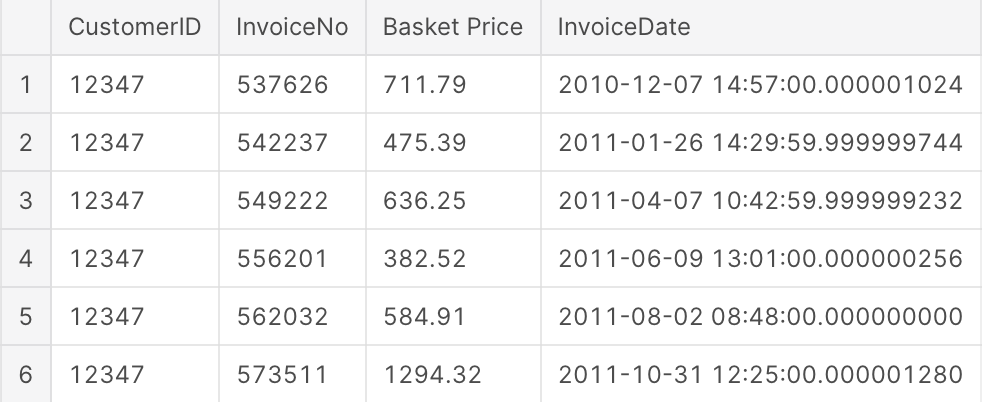 CustomerID InvoiceNo Basket Price InvoiceDate
1 12347 537626 711.79 2010-12-07 14:57:00.000001024
2 12347 542237 475.39 2011-01-26 14:29:59.999999744
3 12347 549222 636.25 2011-04-07 10:42:59.999999232
4 12347 556201 382.52 2011-06-09 13:01:00.000000256
5 12347 562032 584.91 2011-08-02 08:48:00.000000000
6 12347 573511 1294.32 2011-10-31 12:25:00.000001280